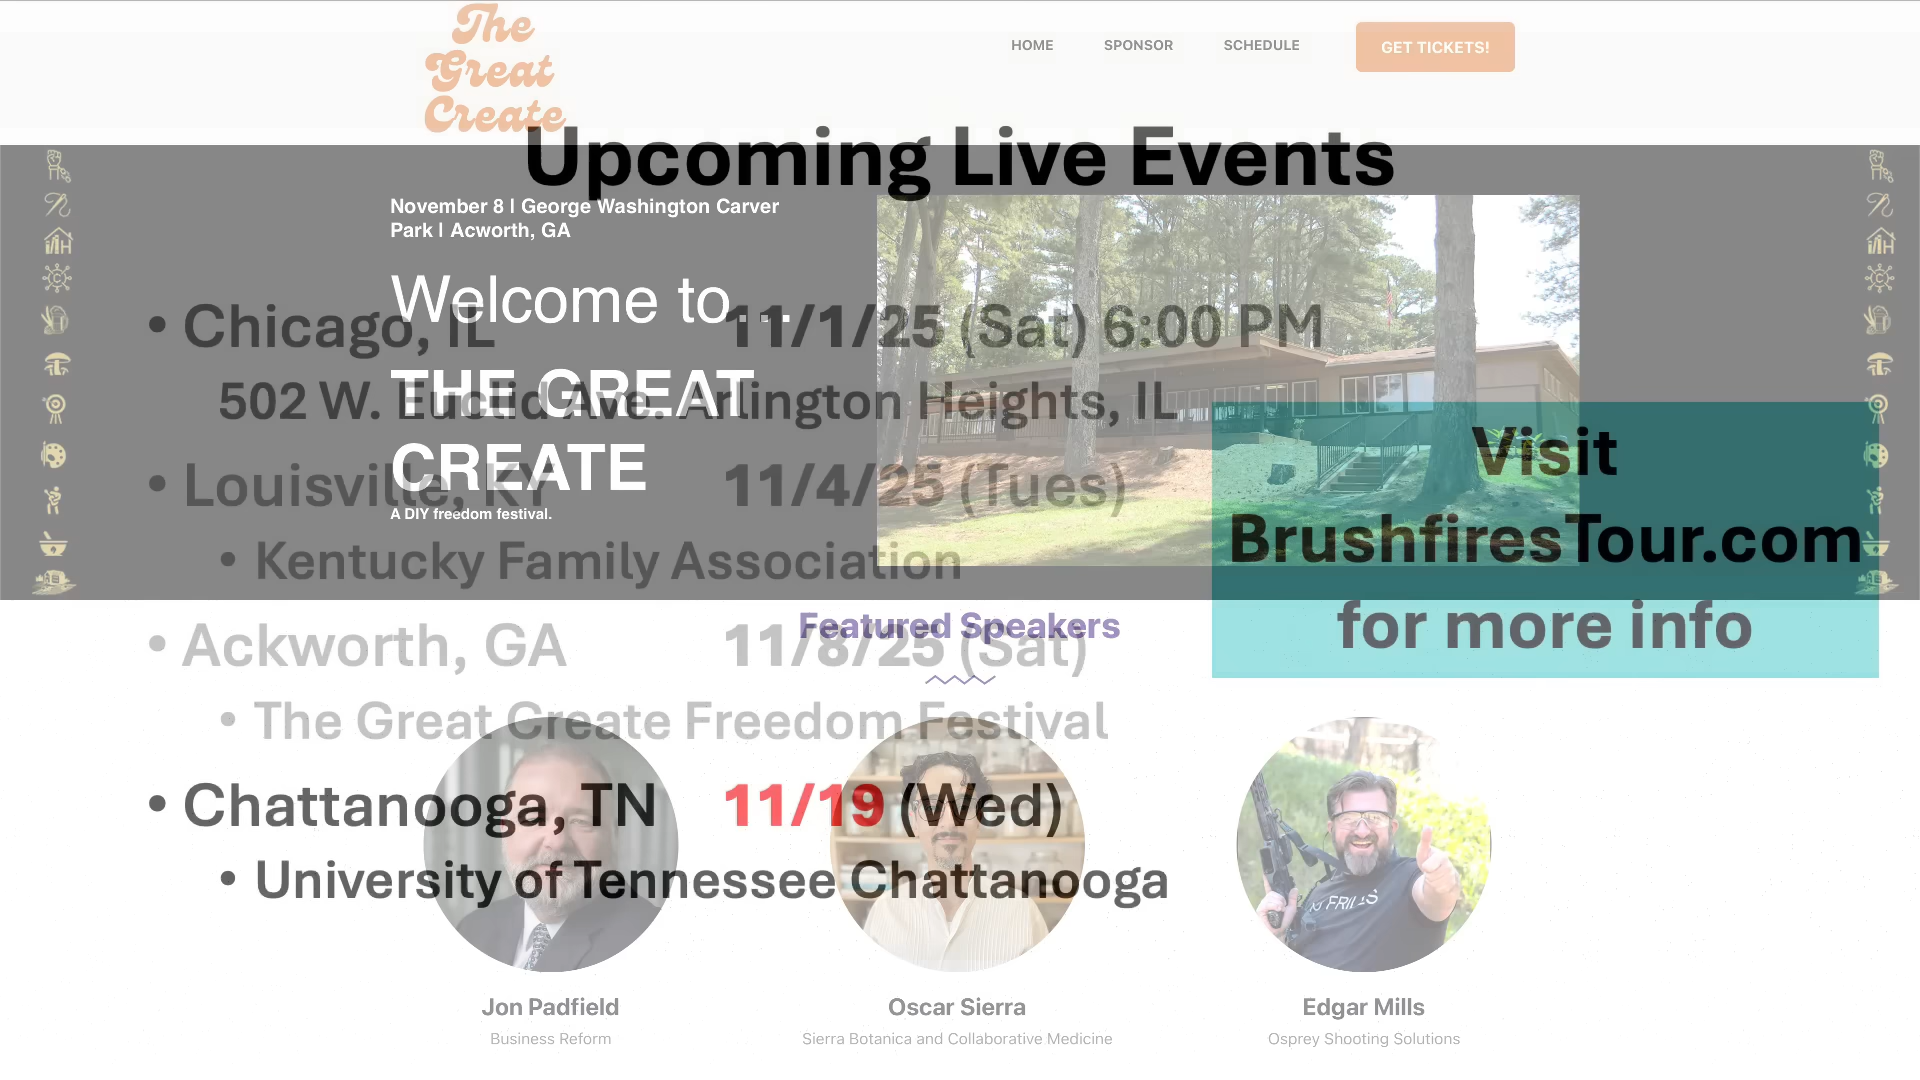 The
Great
Create
HOME
SPONSOR
SCHEDULE
GET TICKETS!
Upcoming Live Events
November 8 | George Washington Carver
Park | Acworth, GA
Welcome to...
THE GREAT
CREATE
A DIY freedom festival.
• Chicago, IL 11/1/25 (Sat) 6:00 PM
502 W. Euclid Ave. Arlington Heights, IL
• Louisville, KY 11/4/25 (Tues)
• Kentucky Family Association
• Ackworth, GA 11/8/25 (Sat)
• The Great Create Freedom Festival
• Chattanooga, TN 11/19 (Wed)
• University of Tennessee Chattanooga
Visit
BrushfiresTour.com
for more info
Featured Speakers
Jon Padfield
Business Reform
Oscar Sierra
Sierra Botanica and Collaborative Medicine
Edgar Mills
Osprey Shooting Solutions